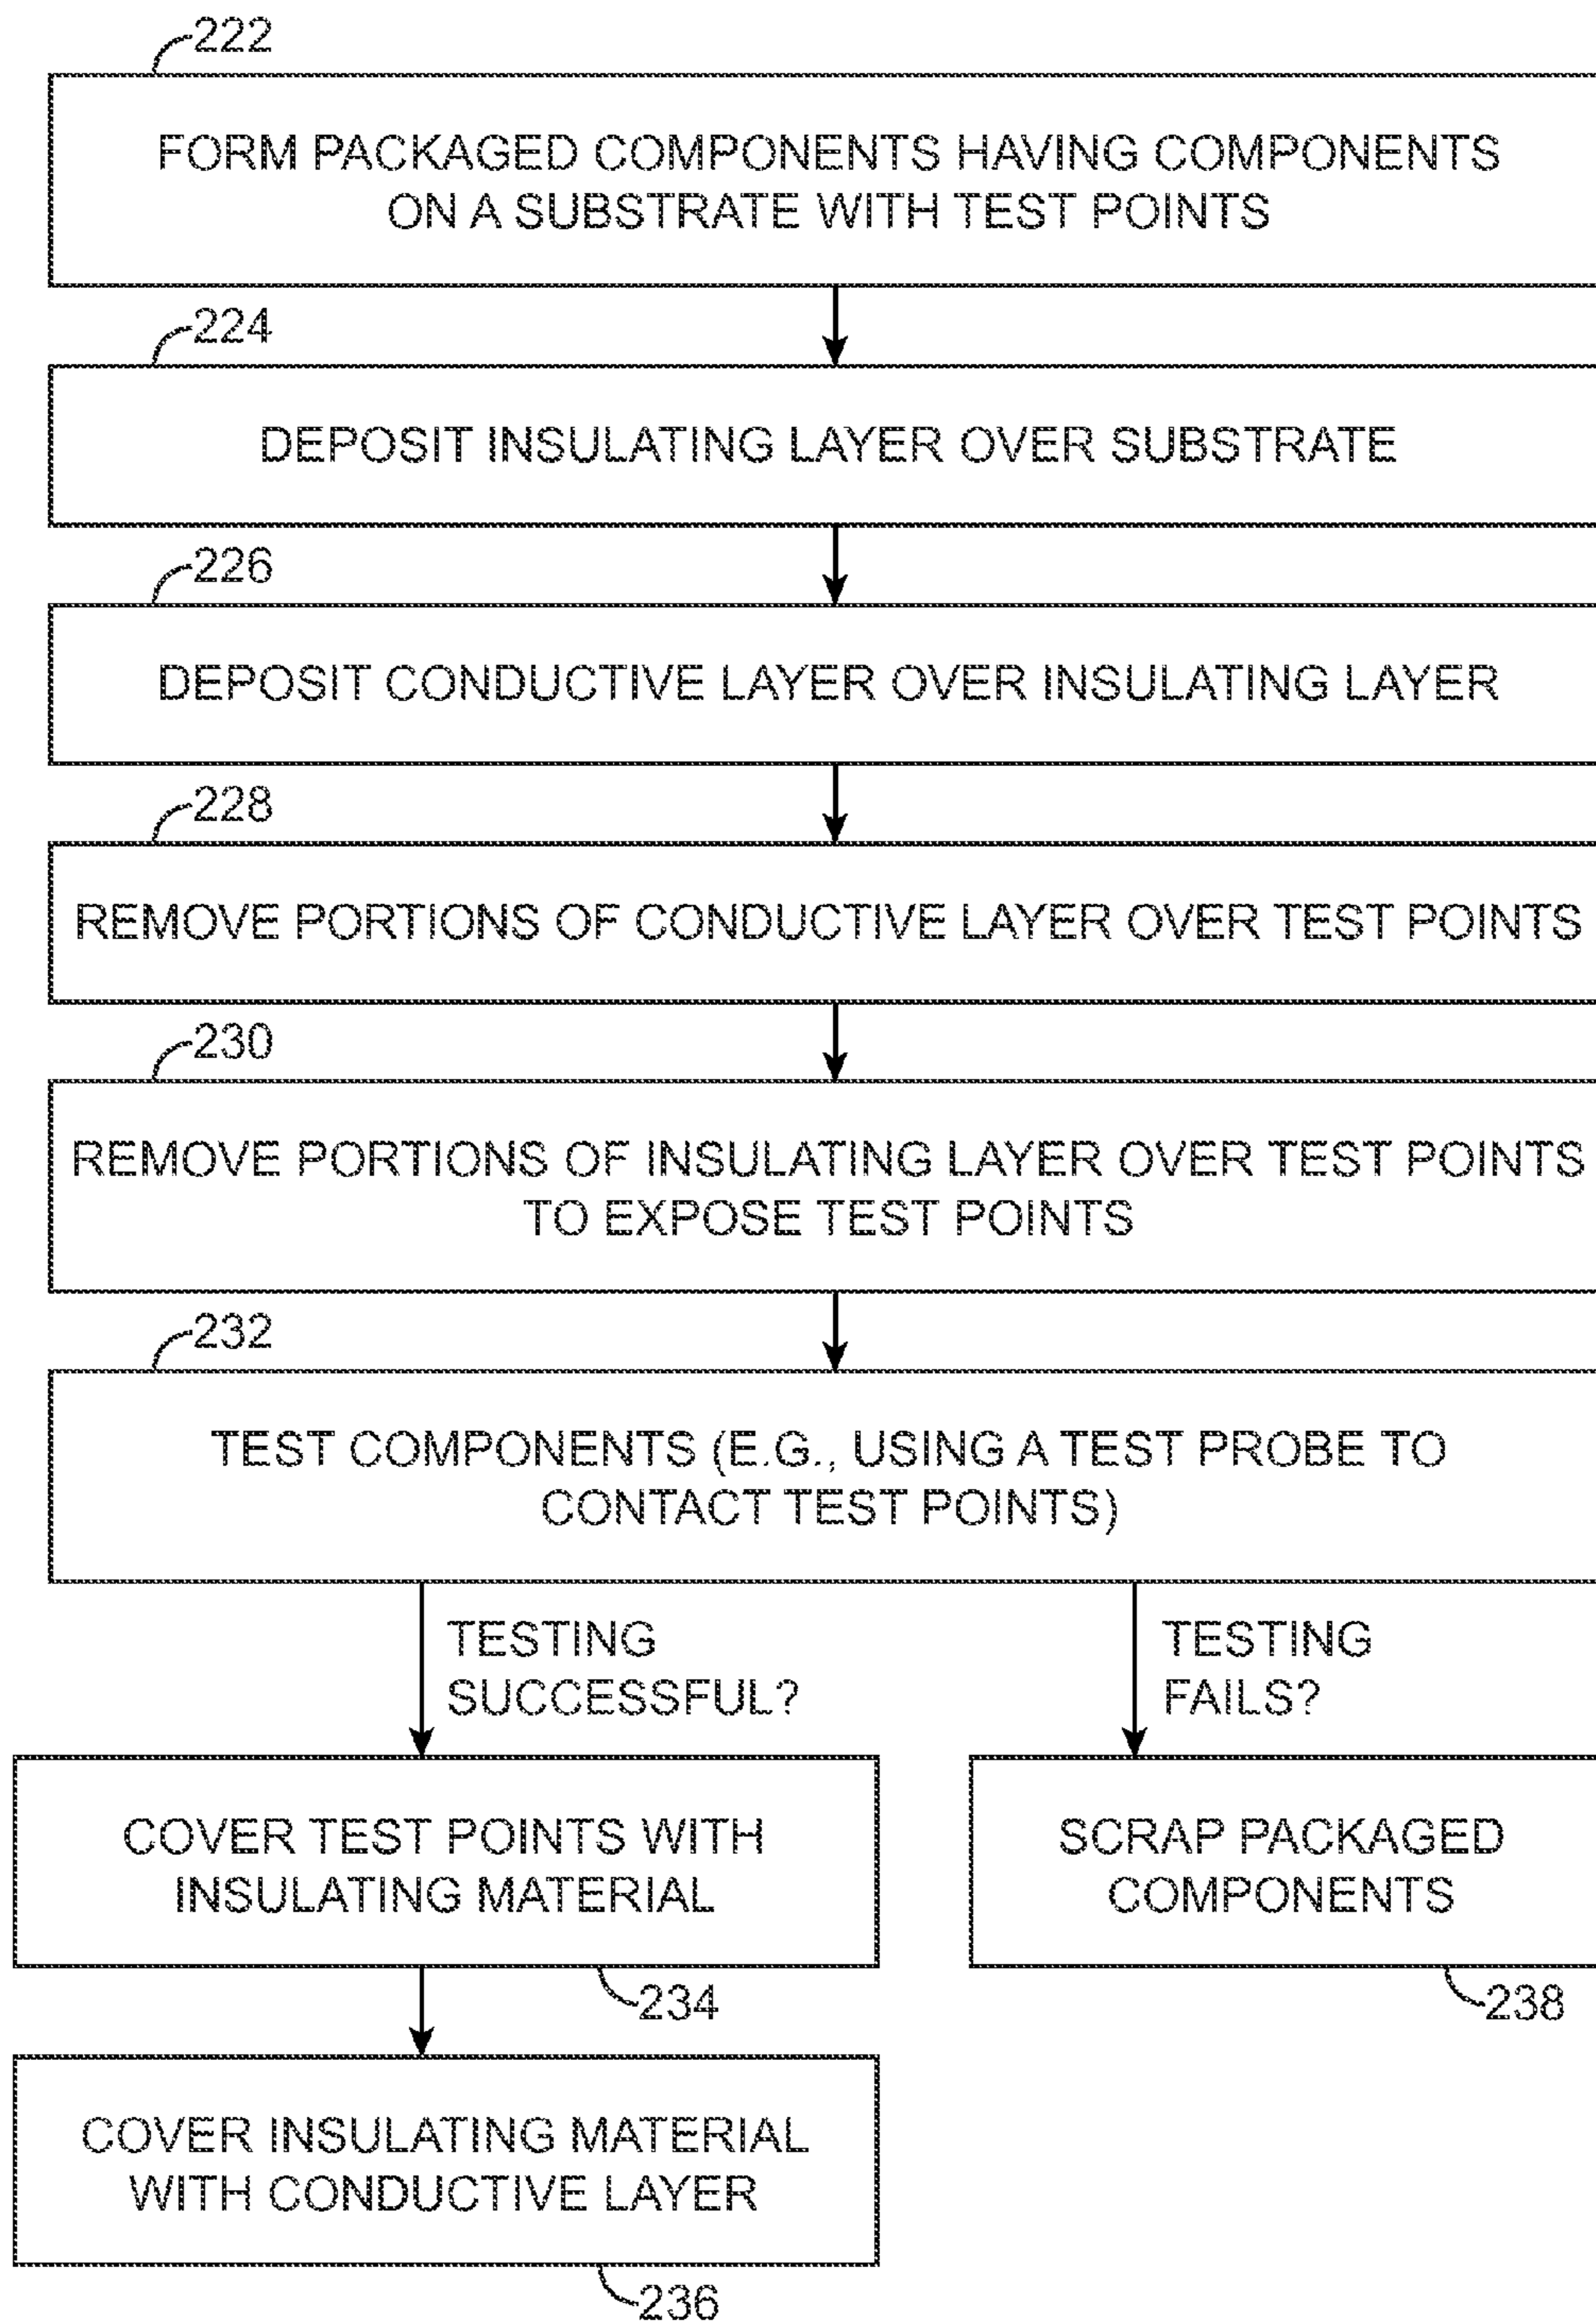 222
FORM PACKAGED COMPONENTS HAVING COMPONENTS
ON A SUBSTRATE WITH TEST POINTS
224
DEPOSIT INSULATING LAYER OVER SUBSTRATE
226
DEPOSIT CONDUCTIVE LAYER OVER INSULATING LAYER
228
REMOVE PORTIONS OF CONDUCTIVE LAYER OVER TEST POINTS
230
REMOVE PORTIONS OF INSULATING LAYER OVER TEST POINTS
TO EXPOSE TEST POINTS
232
TEST COMPONENTS (E.G., USING A TEST PROBE TO
CONTACT TEST POINTS)
TESTING
SUCCESSFUL?
TESTING
FAILS?
COVER TEST POINTS WITH
INSULATING MATERIAL
234
SCRAP PACKAGED
COMPONENTS
238
COVER INSULATING MATERIAL
WITH CONDUCTIVE LAYER
236